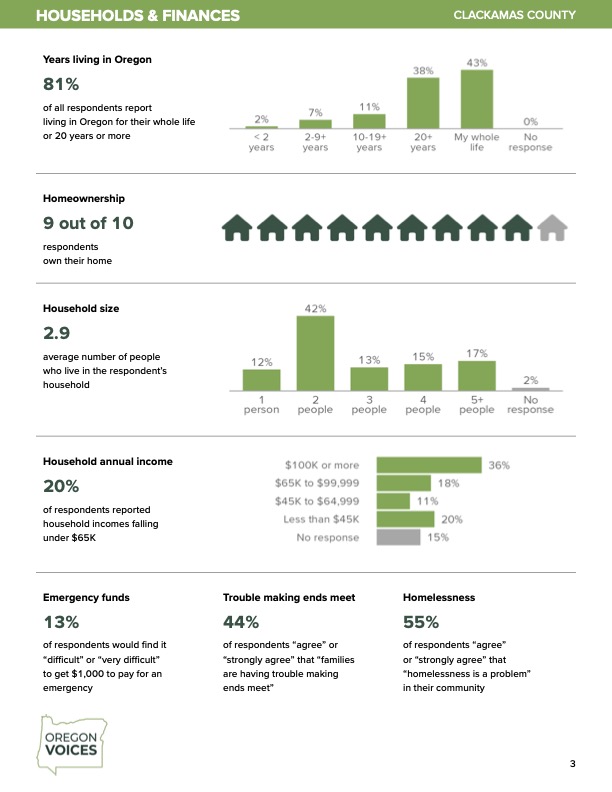 HOUSEHOLDS & FINANCES
CLACKAMAS COUNTY
Years living in Oregon
81%
of all respondents report
living in Oregon for their whole life
or 20 years or more
2%
7%
11%
38%
43%
0%
< 2
years
2-9+
years
10-19+
years
20+
years
My whole
life
No
response
Homeownership
9 out of 10
respondents
own their home
Household size
2.9
average number of people
who live in the respondent's
household
12%
42%
13%
15%
17%
2%
1
person
2
people
3
people
4
people
5+
people
No
response
Household annual income
20%
of respondents reported
household incomes falling
under $65K
$100K or more 36%
$65K to $99,999 18%
$45K to $64,999 11%
Less than $45K 20%
No response 15%
Emergency funds
13%
of respondents would find it
“difficult” or “very difficult”
to get $1,000 to pay for an
emergency
Trouble making ends meet
44%
of respondents “agree” or
“strongly agree” that “families
are having trouble making
ends meet”
Homelessness
55%
of respondents “agree”
or “strongly agree” that
“homelessness is a problem”
in their community
OREGON
VOICES
3